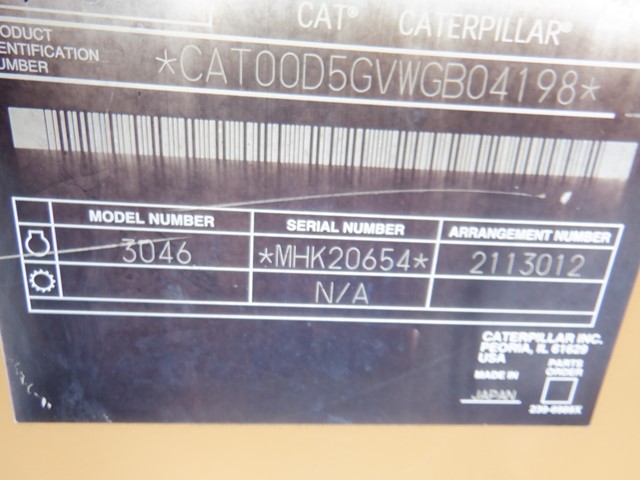 CAT® CATERPILLAR®
PRODUCT
IDENTIFICATION
NUMBER
*CAT00D5GVWGB04198*
MODEL NUMBER SERIAL NUMBER ARRANGEMENT NUMBER
3046 *MHK20654* 2113012
N/A
CATERPILLAR INC.
PEORIA, IL 61629
USA
MADE IN
JAPAN
PARTS
ORDER